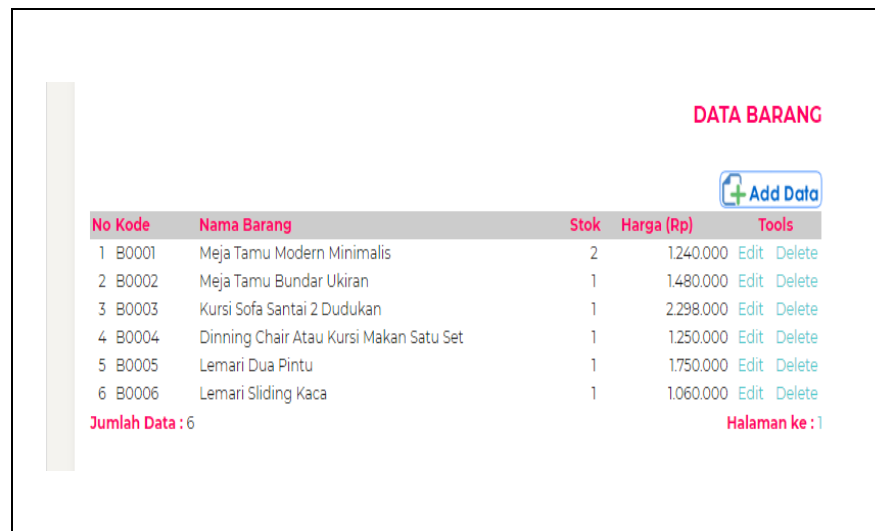 DATA BARANG
Add Data
No Kode Nama Barang Stok Harga (Rp) Tools
1 B0001 Meja Tamu Modern Minimalis 2 1.240.000 Edit Delete
2 B0002 Meja Tamu Bundar Ukiran 1 1.480.000 Edit Delete
3 B0003 Kursi Sofa Santai 2 Dudukan 1 2.298.000 Edit Delete
4 B0004 Dinning Chair Atau Kursi Makan Satu Set 1 1.250.000 Edit Delete
5 B0005 Lemari Dua Pintu 1 1.750.000 Edit Delete
6 B0006 Lemari Sliding Kaca 1 1.060.000 Edit Delete
Jumlah Data : 6 Halaman ke : 1